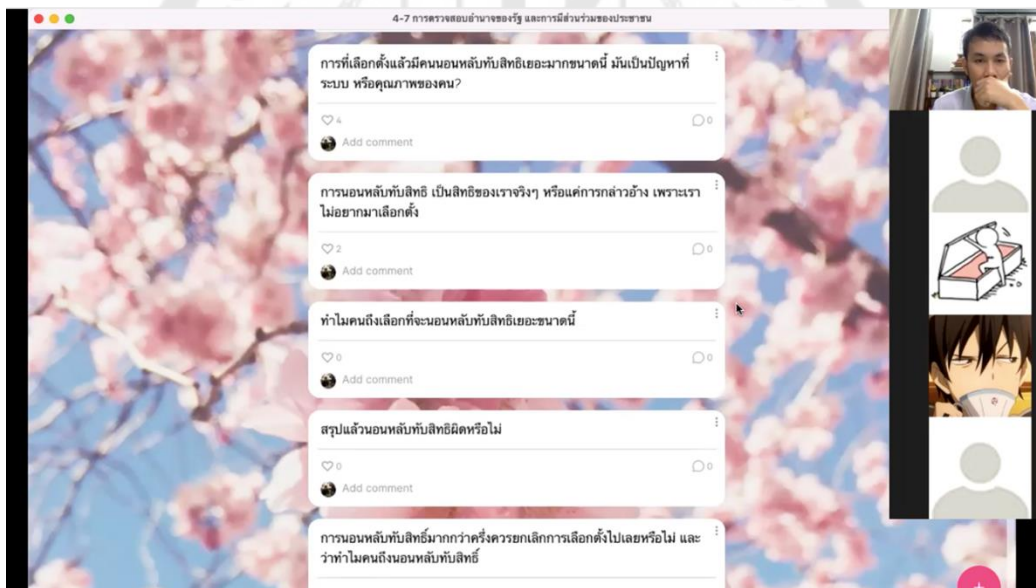 4-7 การตรวจสอบอำนาจของรัฐ และการมีส่วนร่วมของประชาชน
การที่เลือกตั้งแล้วมีคนนอนหลับทับสิทธิเยอะมากขนาดนี้ มันเป็นปัญหาที่
ระบบ หรือคุณภาพของคน?
4
0
Add comment
การนอนหลับทับสิทธิ เป็นสิทธิของเราจริงๆ หรือแค่การกล่าวอ้าง เพราะเรา
ไม่อยากมาเลือกตั้ง
2
0
Add comment
ทำไมคนถึงเลือกที่จะนอนหลับทับสิทธิเยอะขนาดนี้
0
0
Add comment
สรุปแล้วนอนหลับทับสิทธิผิดหรือไม่
0
0
Add comment
การนอนหลับทับสิทธิ์มากกว่าครึ่งควรยกเลิกการเลือกตั้งไปเลยหรือไม่ และ
ว่าทำไมคนถึงนอนหลับทับสิทธิ์